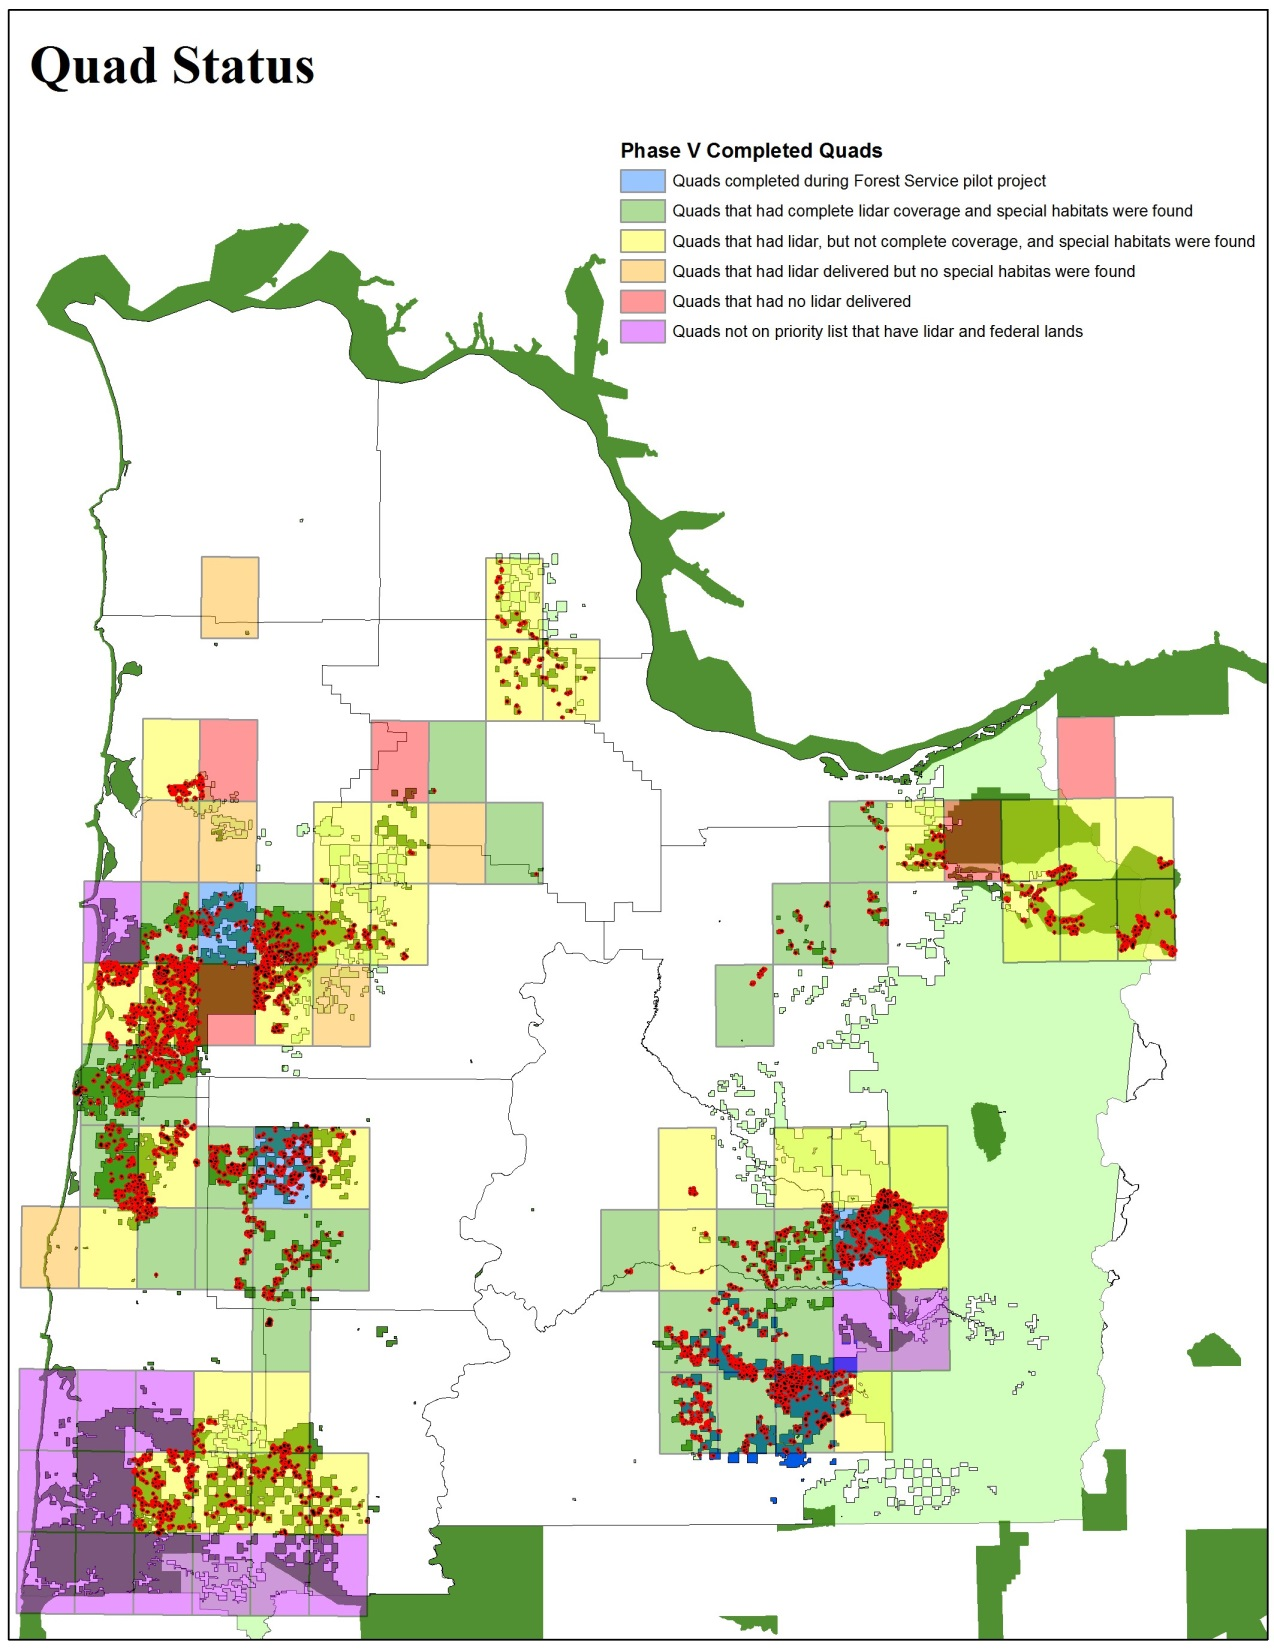 Quad Status
Phase V Completed Quads
Quads completed during Forest Service pilot project
Quads that had complete lidar coverage and special habitats were found
Quads that had lidar, but not complete coverage, and special habitats were found
Quads that had lidar delivered but no special habitas were found
Quads that had no lidar delivered
Quads not on priority list that have lidar and federal lands